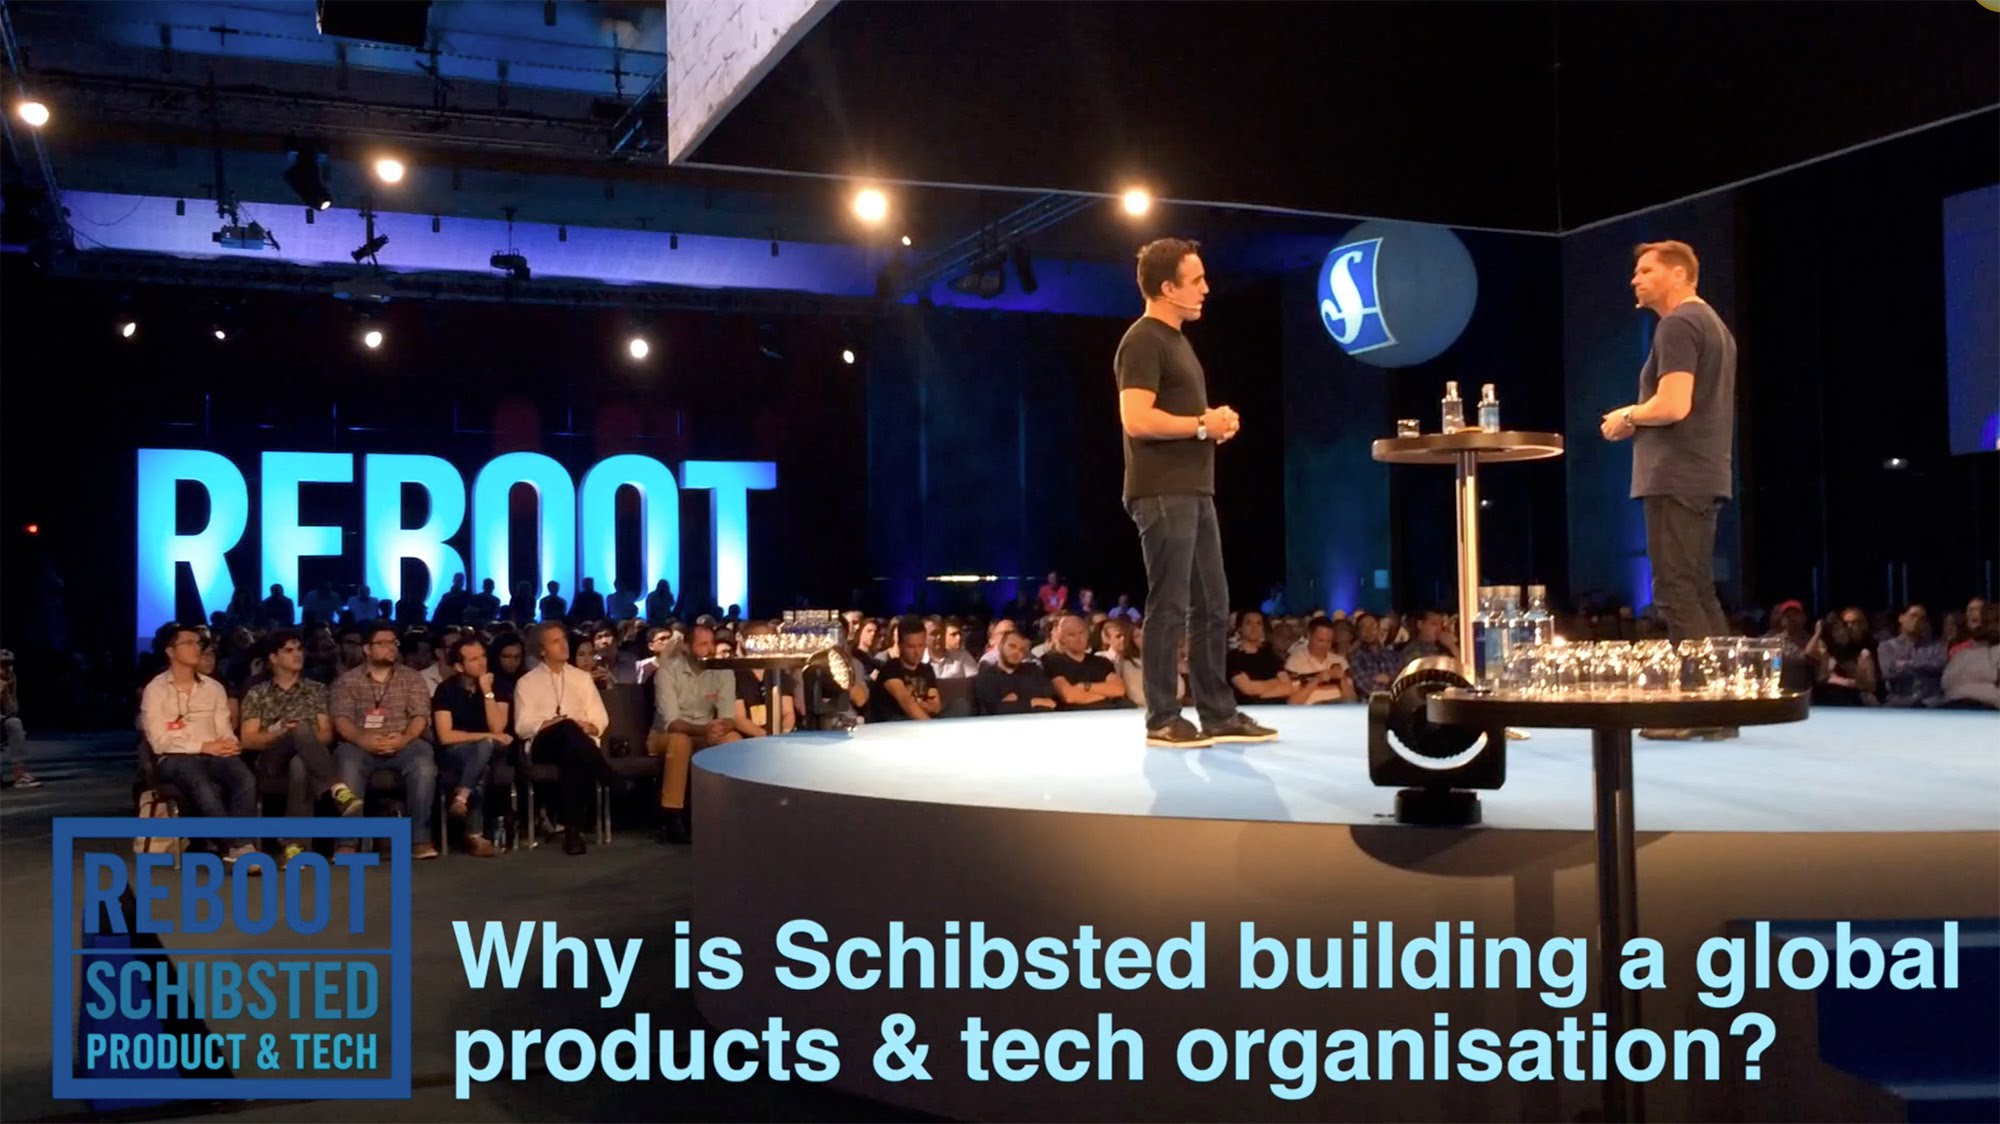 REBOOT
S
REBOOT
SCHIBSTED
PRODUCT & TECH
Why is Schibsted building a global
products & tech organisation?